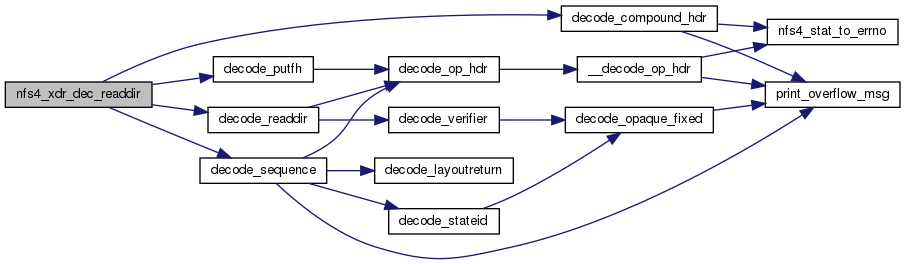 nfs4_xdr_dec_readdir
decode_compound_hdr
nfs4_stat_to_errno
decode_putfh
decode_op_hdr
__decode_op_hdr
print_overflow_msg
decode_readdir
decode_verifier
decode_opaque_fixed
decode_sequence
decode_layoutreturn
decode_stateid